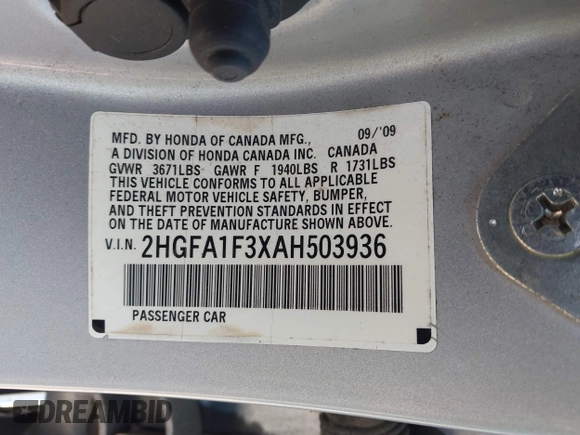 MFD. BY HONDA OF CANADA MFG., 09/'09
A DIVISION OF HONDA CANADA INC. CANADA
GVWR 3671LBS GAWR F 1940LBS R 1731LBS
THIS VEHICLE CONFORMS TO ALL APPLICABLE
FEDERAL MOTOR VEHICLE SAFETY, BUMPER,
AND THEFT PREVENTION STANDARDS IN EFFECT
ON THE DATE OF MANUFACTURE SHOWN ABOVE.
V.I.N. 2HGFA1F3XAH503936
PASSENGER CAR
DREAMBID